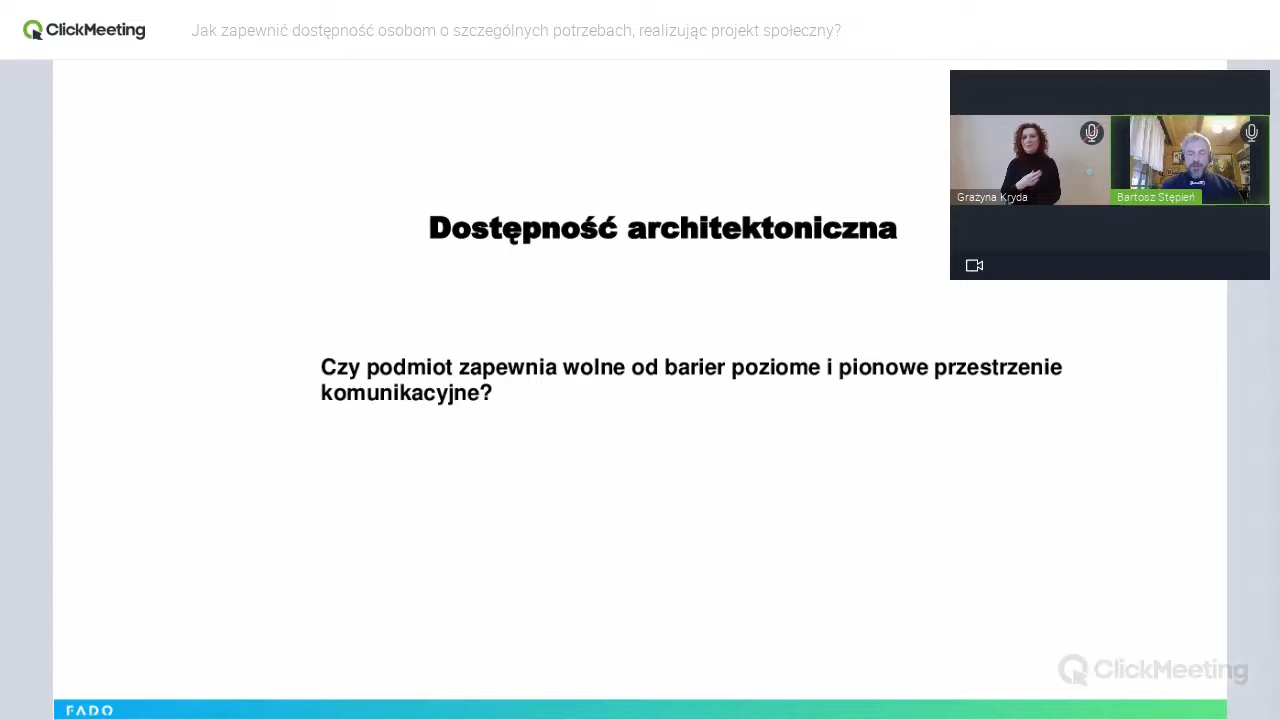 ClickMeeting
Jak zapewnić dostępność osobom o szczególnych potrzebach, realizując projekt społeczny?
Grażyna Kryda
Bartosz Stępień
Dostępność architektoniczna
Czy podmiot zapewnia wolne od barier poziome i pionowe przestrzenie
komunikacyjne?
ClickMeeting
FADO